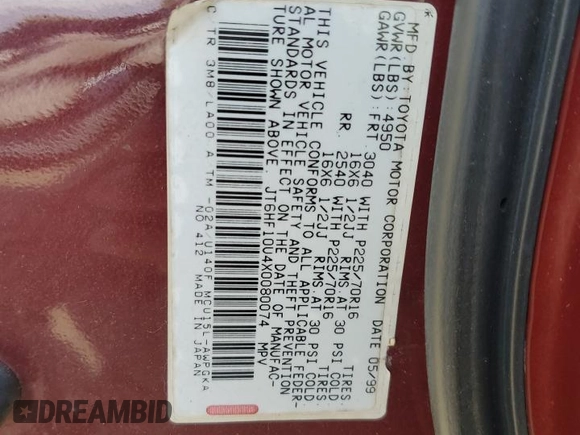 MFD BY: TOYOTA MOTOR CORPORATION DATE 05/99
GVWR(LBS): 4950
GAWR(LBS): FRT 3040 WITH P225/70R16 TIRES
16X6 1/2JJ RIMS AT 30 PSI COLD
RR 2540 WITH P225/70R16 TIRES
16X6 1/2JJ RIMS AT 30 PSI COLD
THIS VEHICLE CONFORMS TO ALL APPLICABLE FEDER-
AL MOTOR VEHICLE SAFETY AND THEFT PREVENTION
STANDARDS IN EFFECT ON THE DATE OF MANUFAC-
TURE SHOWN ABOVE. JT6HF10U4X0080074 MPV
C TR 3M8/LA00 A TM -02A/U140F MCU15L-AWPGKA
NO 412 MADE IN JAPAN
DREAMBID